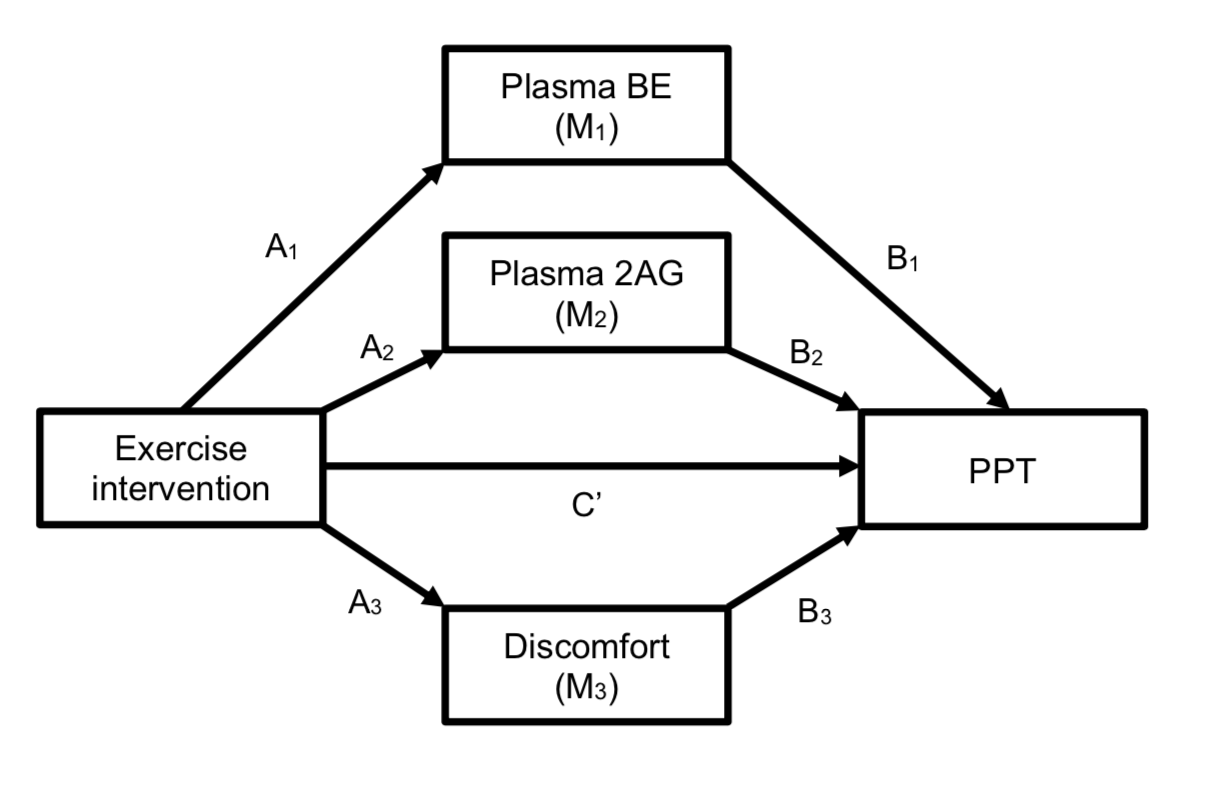 Plasma BE
(M₁)
A₁
B₁
Plasma 2AG
(M₂)
A₂
B₂
Exercise
intervention
PPT
C’
A₃
B₃
Discomfort
(M₃)